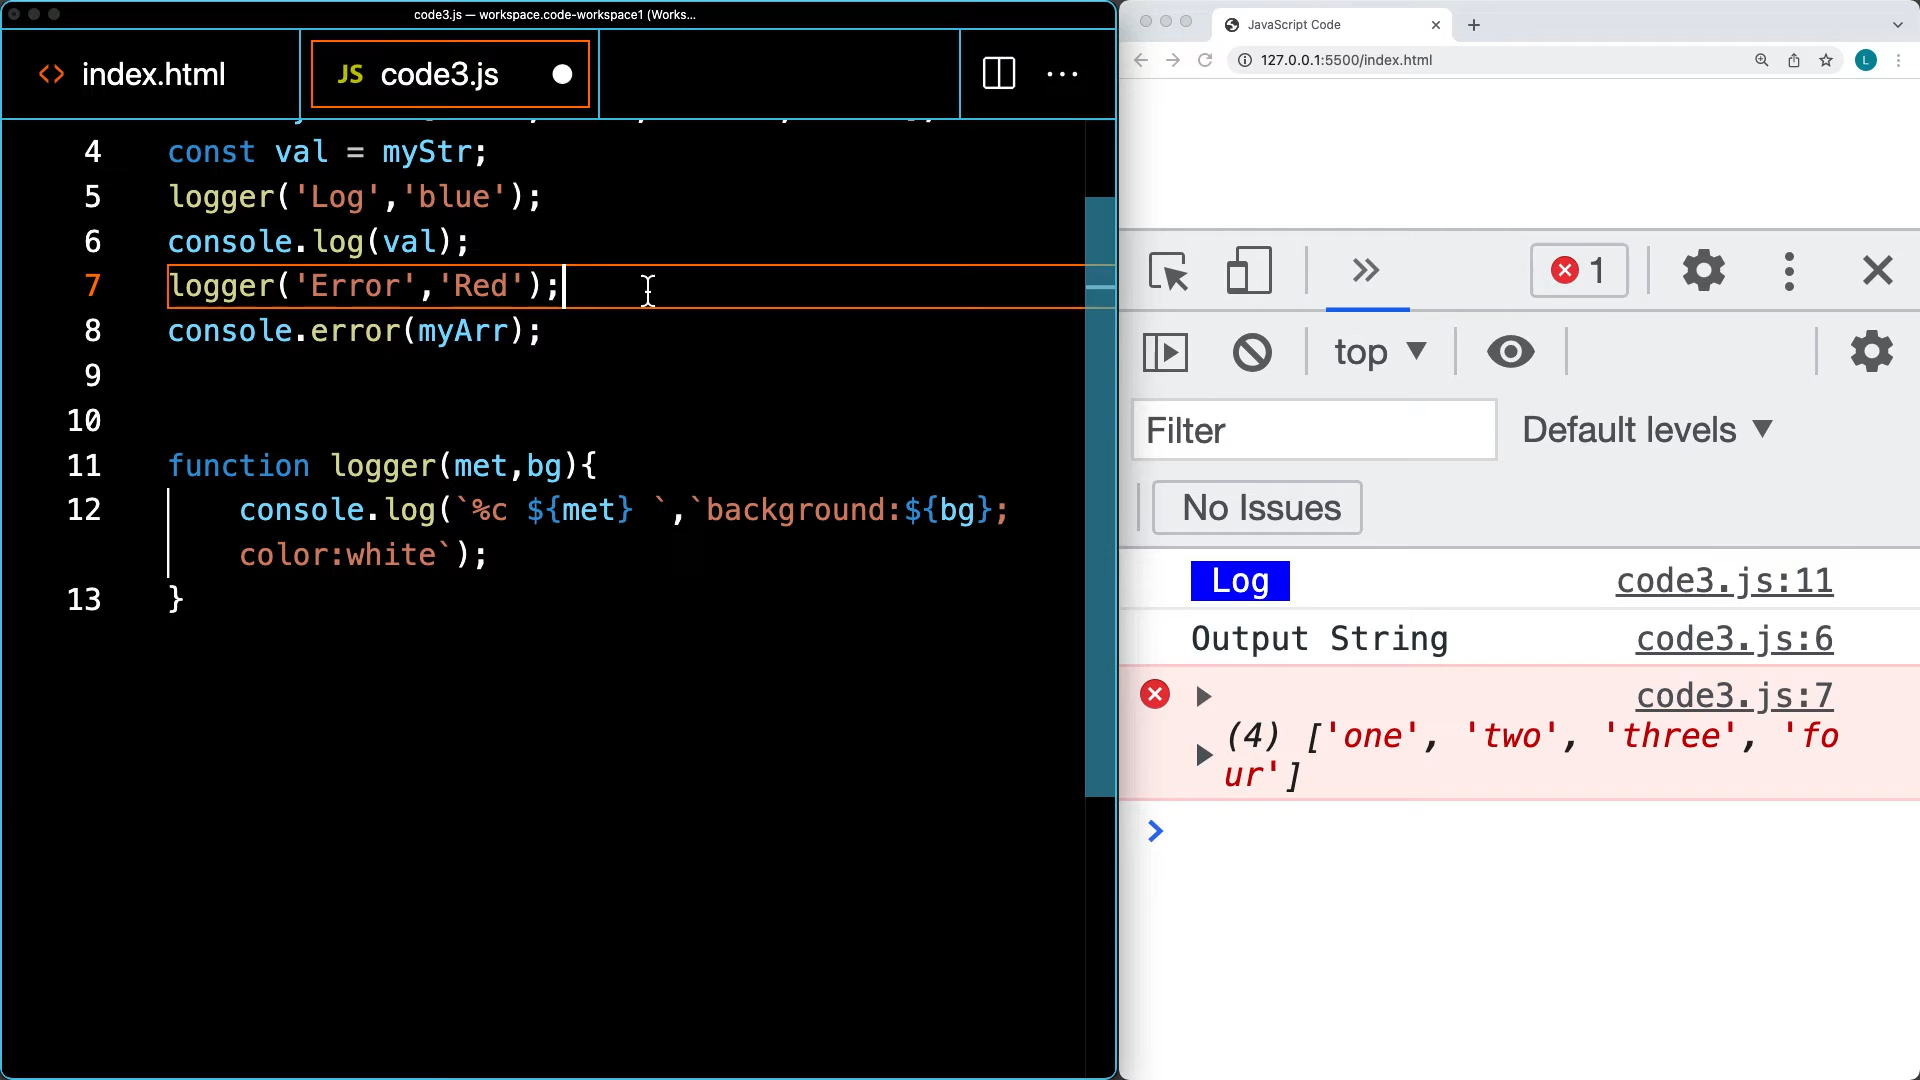 code3.js — workspace.code-workspace1 (Works...
index.html
JS code3.js
4 const val = myStr;
5 logger('Log','blue');
6 console.log(val);
7 logger('Error','Red');
8 console.error(myArr);
9
10
11 function logger(met,bg){
12 console.log(`%c ${met} `,`background:${bg};
color:white`);
13 }
JavaScript Code
127.0.0.1:5500/index.html
L
1
top
Filter
Default levels
No Issues
Log code3.js:11
Output String code3.js:6
code3.js:7
(4) ['one', 'two', 'three', 'fo
ur']